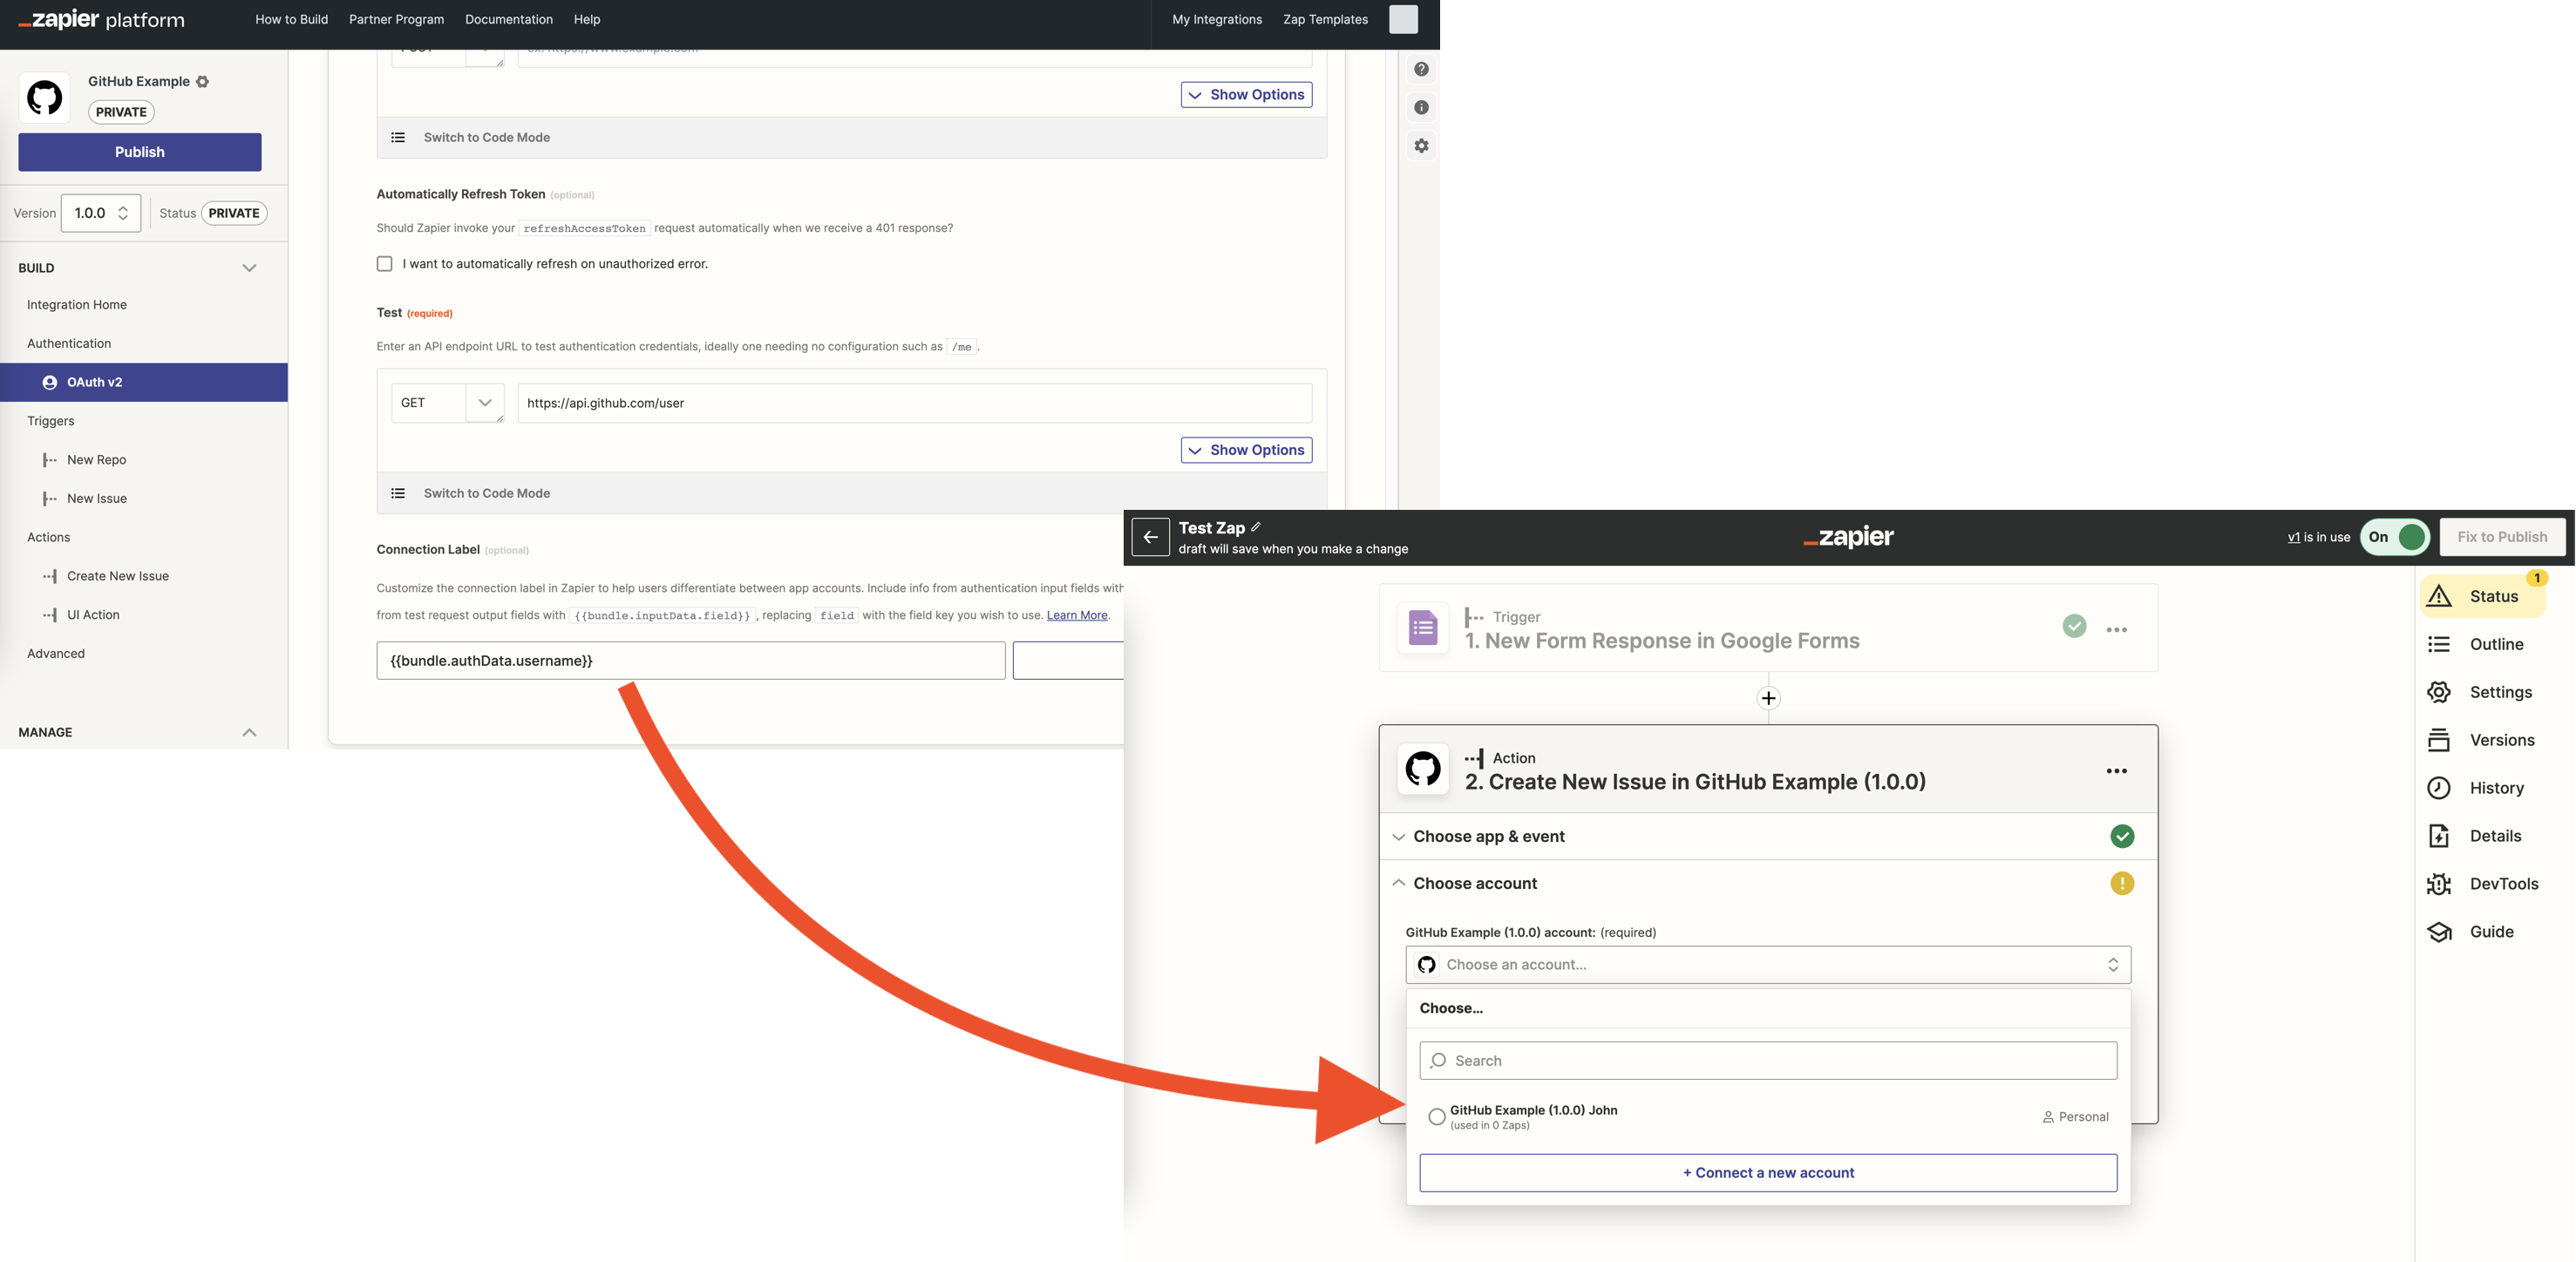 zapier platform
How to Build
Partner Program
Documentation
Help
My Integrations
Zap Templates
GitHub Example
PRIVATE
Publish
Version
1.0.0
Status
PRIVATE
BUILD
Integration Home
Authentication
OAuth v2
Triggers
New Repo
New Issue
Actions
Create New Issue
UI Action
Advanced
MANAGE
Show Options
Switch to Code Mode
Automatically Refresh Token (optional)
Should Zapier invoke your refreshAccessToken request automatically when we receive a 401 response?
I want to automatically refresh on unauthorized error.
Test (required)
Enter an API endpoint URL to test authentication credentials, ideally one needing no configuration such as /me .
GET
https://api.github.com/user
Show Options
Switch to Code Mode
Connection Label (optional)
Customize the connection label in Zapier to help users differentiate between app accounts. Include info from authentication input fields with
from test request output fields with {{bundle.inputData.field}} , replacing field with the field key you wish to use. Learn More.
{{bundle.authData.username}}
Test Zap
draft will save when you make a change
zapier
v1 is in use
On
Fix to Publish
Trigger
1. New Form Response in Google Forms
Action
2. Create New Issue in GitHub Example (1.0.0)
Choose app & event
Choose account
GitHub Example (1.0.0) account: (required)
Choose an account...
Choose...
Search
GitHub Example (1.0.0) John
(used in 0 Zaps)
Personal
+ Connect a new account
1
Status
Outline
Settings
Versions
History
Details
DevTools
Guide